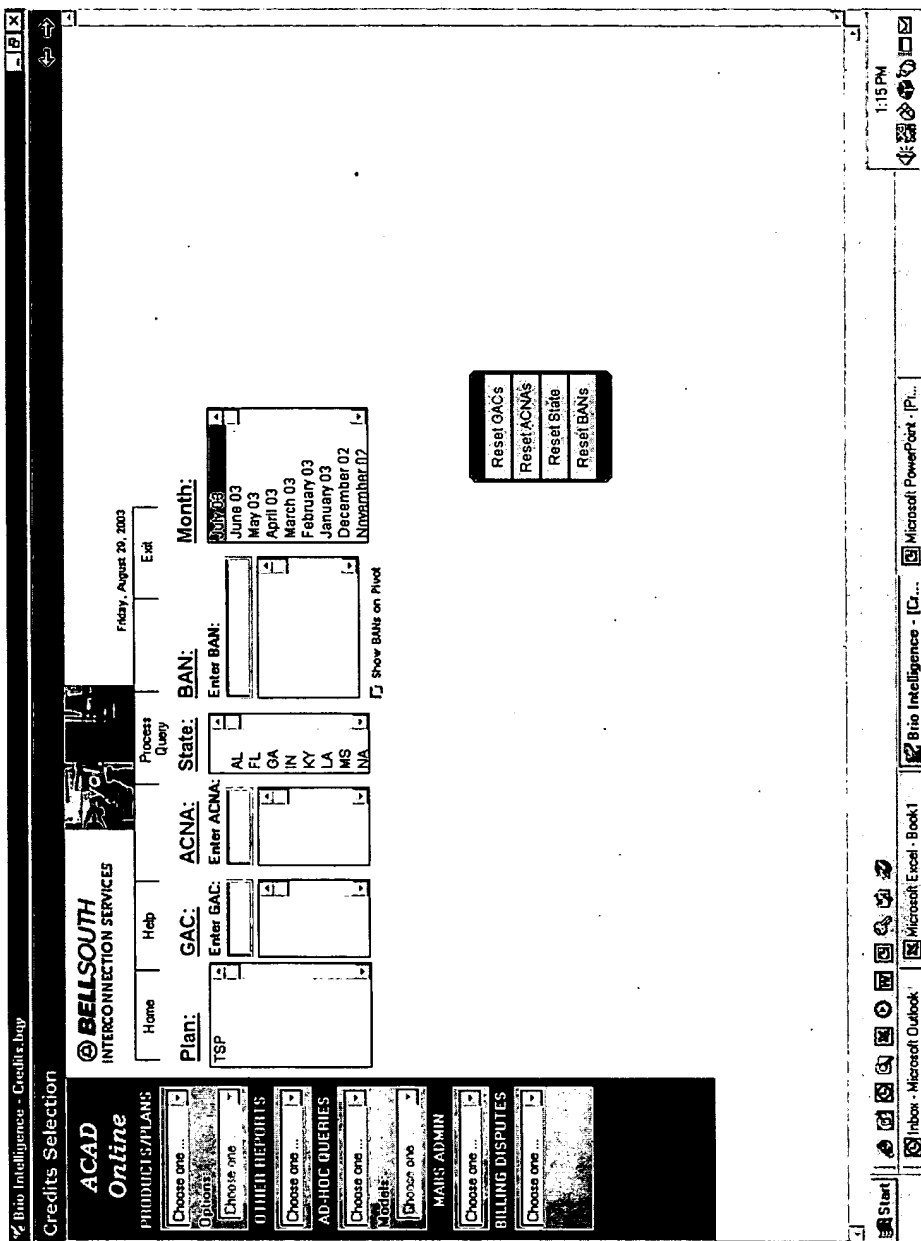 Brio Intelligence - Credits.bqy
Credits Selection
ACAD
Online
PRODUCTS/PLANS
Choose one ...
Options:
Choose one
OTHER REPORTS
Choose one ...
AD-HOC QUERIES
Choose one ...
Models:
Choose one
MARS ADMIN
Choose one ...
BILLING DISPUTES
Choose one ...
BELLSOUTH
INTERCONNECTION SERVICES
Friday, August 29, 2003
Home
Help
Process
Query
Exit
Plan:
TSP
GAC:
Enter GAC:
ACNA:
Enter ACNA:
State:
AL
FL
GA
IN
KY
LA
MS
NA
BAN:
Enter BAN:
Show BANs on Pivot
Month:
July 03
June 03
May 03
April 03
March 03
February 03
January 03
December 02
November 02
Reset GACs
Reset ACNAs
Reset State
Reset BANs
Start
Inbox - Microsoft Outlook
Microsoft Excel - Book1
Brio Intelligence - [Cr...
Microsoft PowerPoint - [Pr...
1:15 PM